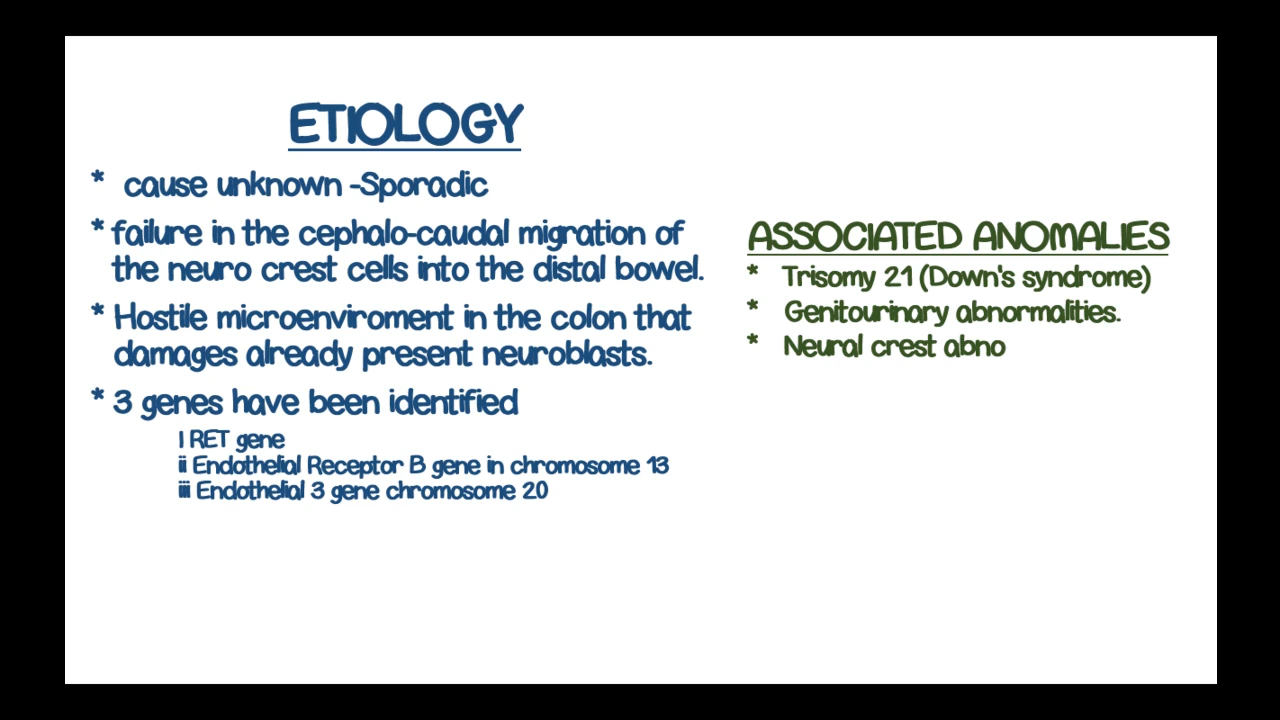 ETIOLOGY
* cause unknown -Sporadic
* failure in the cephalo-caudal migration of
the neuro crest cells into the distal bowel.
* Hostile microenviroment in the colon that
damages already present neuroblasts.
* 3 genes have been identified
I RET gene
ii Endothelial Receptor B gene in chromosome 13
iii Endothelial 3 gene chromosome 20
ASSOCIATED ANOMALIES
* Trisomy 21 (Down's syndrome)
* Genitourinary abnormalities.
* Neural crest abno